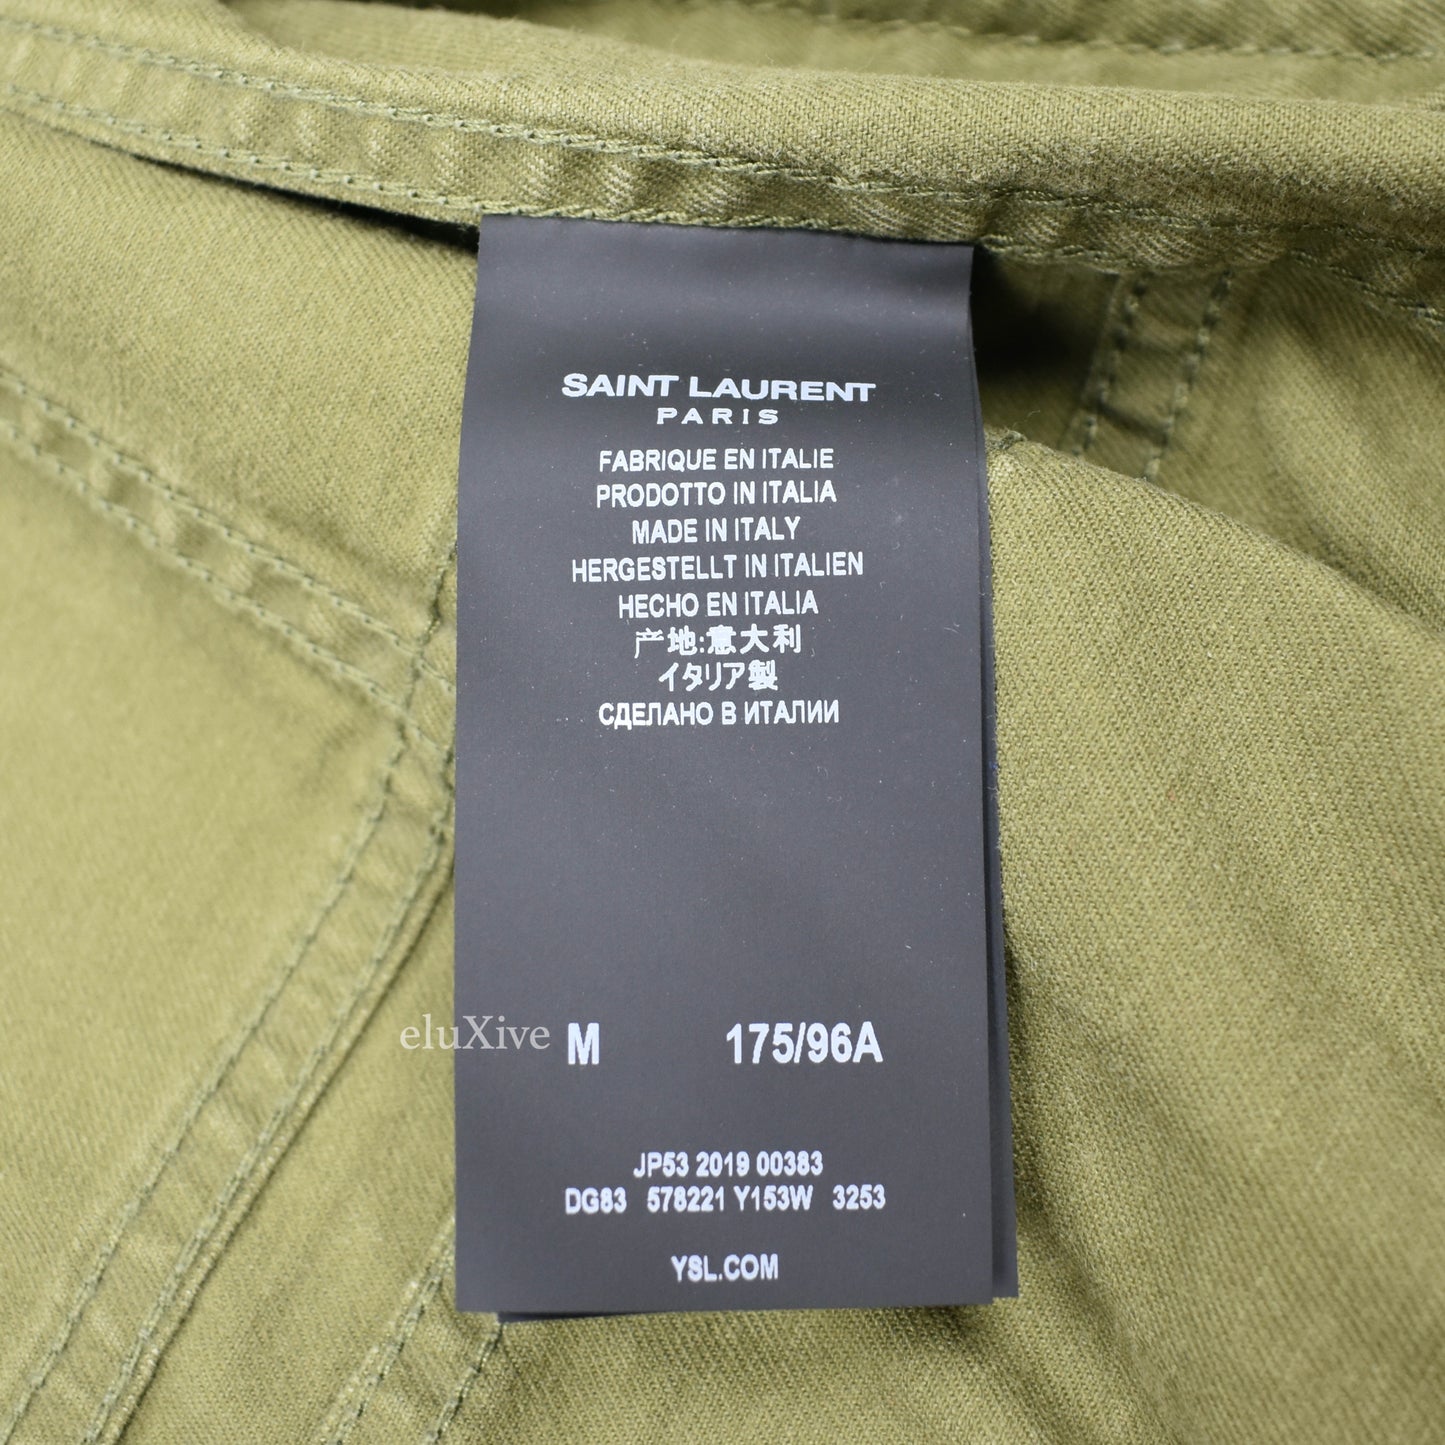 SAINT LAURENT
PARIS
FABRIQUE EN ITALIE
PRODOTTO IN ITALIA
MADE IN ITALY
HERGESTELLT IN ITALIEN
HECHO EN ITALIA
产地:意大利
イタリア製
СДЕЛАНО В ИТАЛИИ
eluXive M 175/96A
JP53 2019 00383
DG83 578221 Y153W 3253
YSL.COM